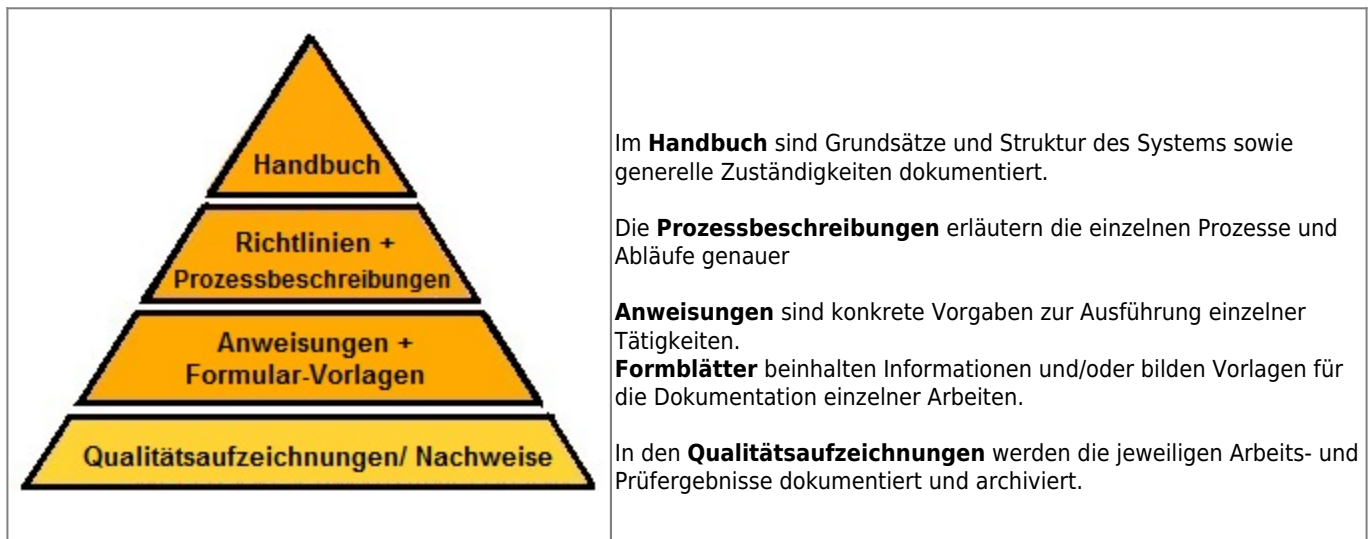 Handbuch
Richtlinien +
Prozessbeschreibungen
Anweisungen +
Formular-Vorlagen
Qualitätsaufzeichnungen/ Nachweise
Im Handbuch sind Grundsätze und Struktur des Systems sowie
generelle Zuständigkeiten dokumentiert.
Die Prozessbeschreibungen erläutern die einzelnen Prozesse und
Abläufe genauer
Anweisungen sind konkrete Vorgaben zur Ausführung einzelner
Tätigkeiten.
Formblätter beinhalten Informationen und/oder bilden Vorlagen für
die Dokumentation einzelner Arbeiten.
In den Qualitätsaufzeichnungen werden die jeweiligen Arbeits- und
Prüfergebnisse dokumentiert und archiviert.